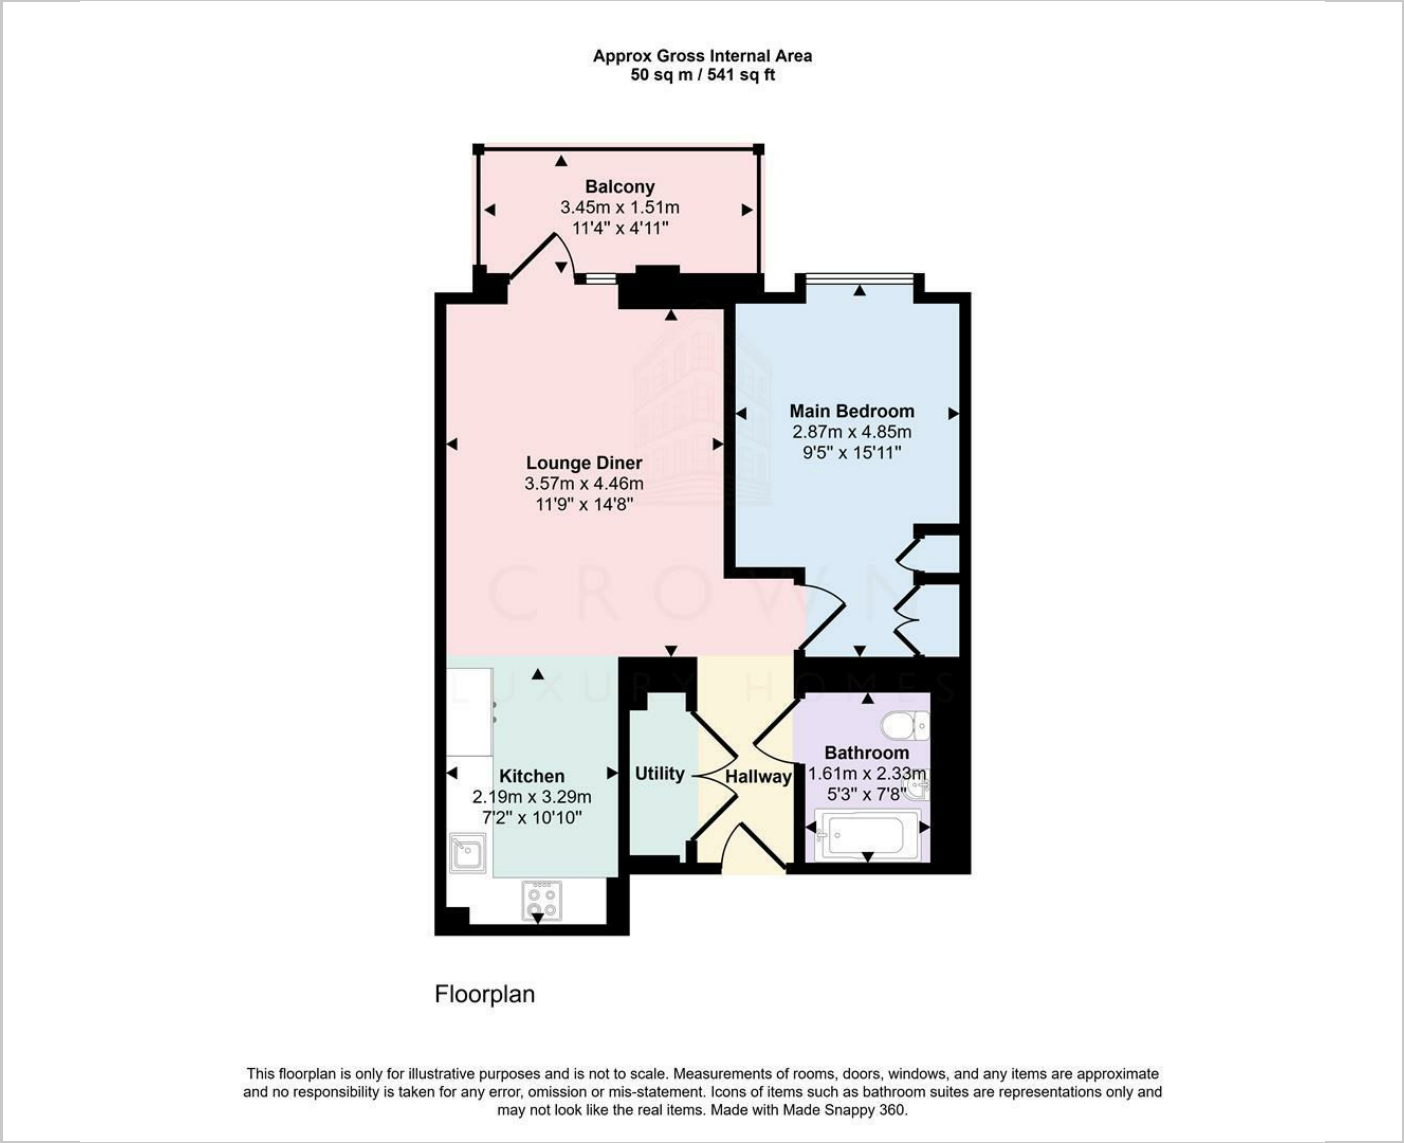 Approx Gross Internal Area
50 sq m / 541 sq ft
Balcony
3.45m x 1.51m
11'4" x 4'11"
Main Bedroom
2.87m x 4.85m
9'5" x 15'11"
Lounge Diner
3.57m x 4.46m
11'9" x 14'8"
CROWN
LUXURY HOMES
Bathroom
1.61m x 2.33m
5'3" x 7'8"
Utility
Hallway
Kitchen
2.19m x 3.29m
7'2" x 10'10"
Floorplan
This floorplan is only for illustrative purposes and is not to scale. Measurements of rooms, doors, windows, and any items are approximate
and no responsibility is taken for any error, omission or mis-statement. Icons of items such as bathroom suites are representations only and
may not look like the real items. Made with Made Snappy 360.